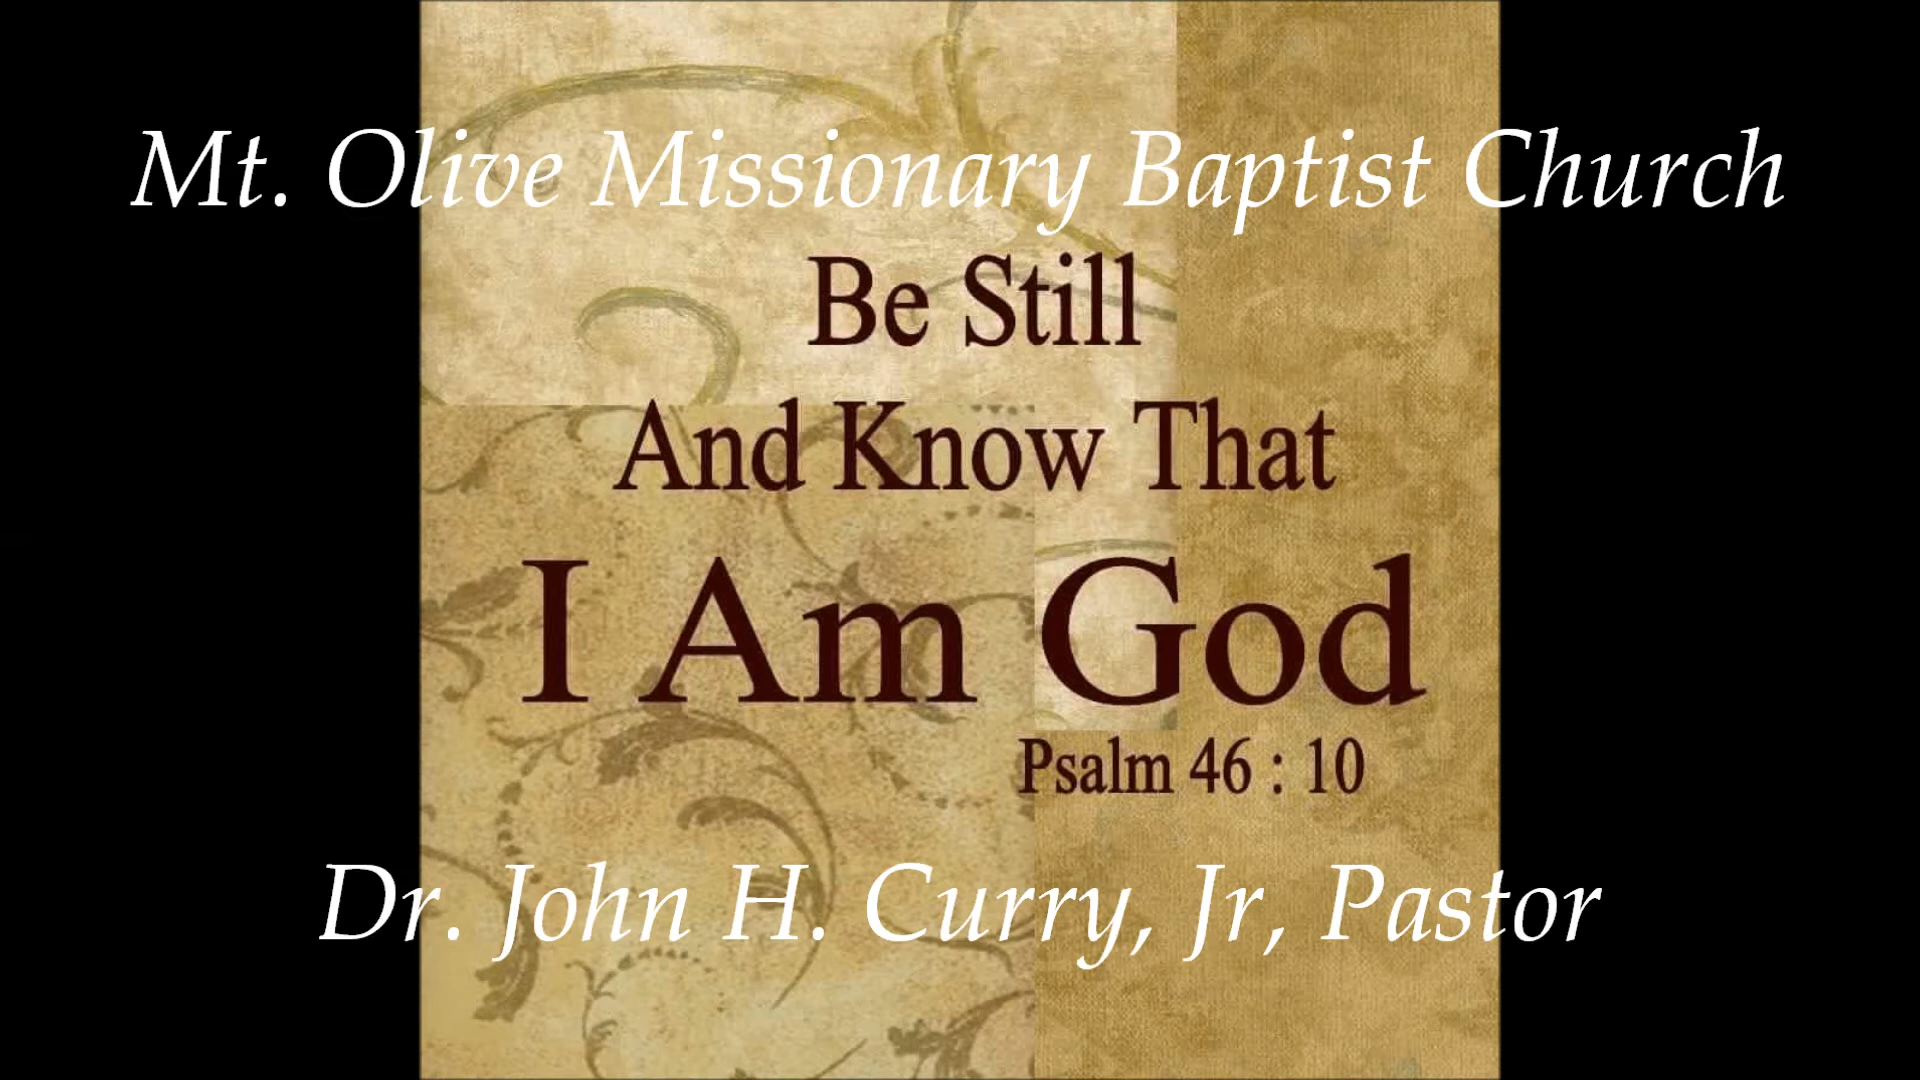 Mt. Olive Missionary Baptist Church
Be Still
And Know That
I Am God
Psalm 46 : 10
Dr. John H. Curry, Jr, Pastor